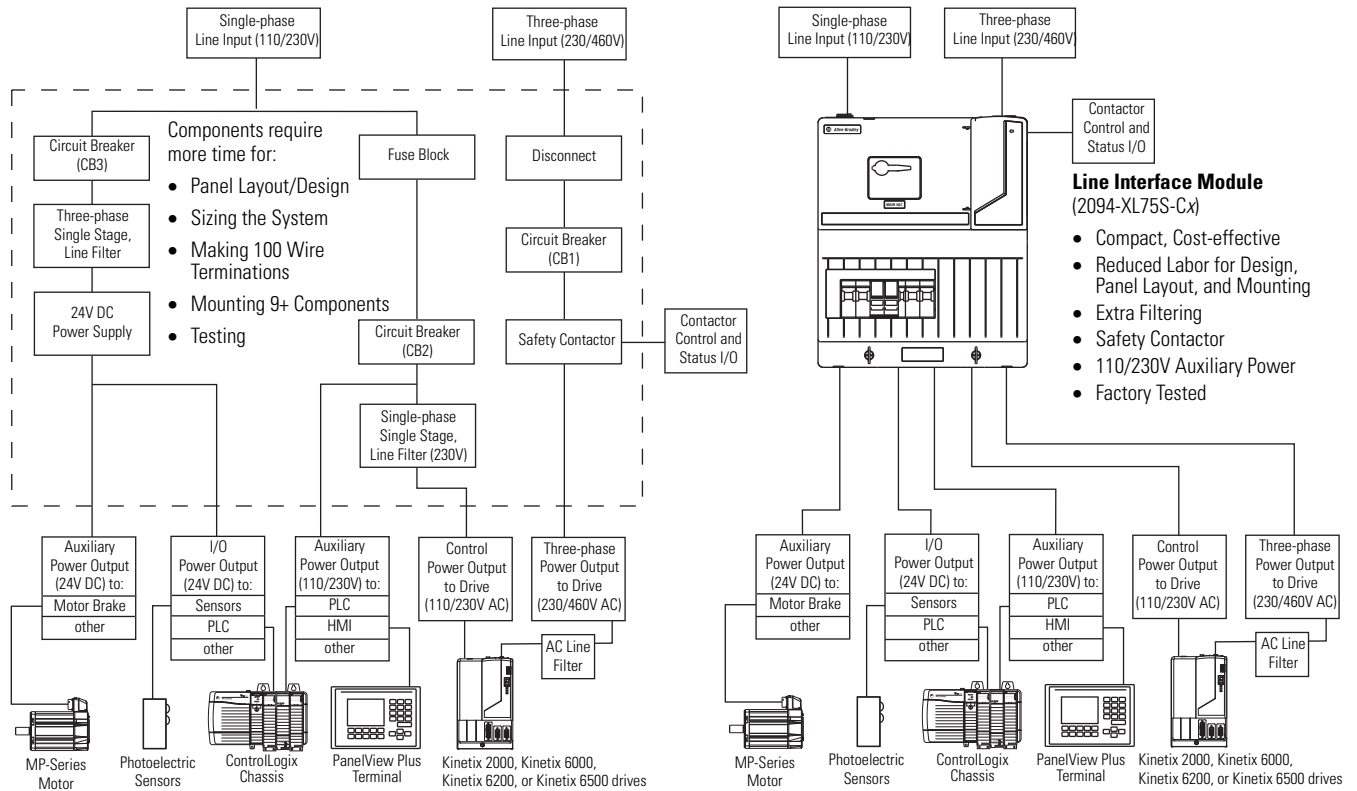 Single-phase
Line Input (110/230V)
Three-phase
Line Input (230/460V)
Circuit Breaker
(CB3)
Three-phase
Single Stage,
Line Filter
24V DC
Power Supply
Components require
more time for:
• Panel Layout/Design
• Sizing the System
• Making 100 Wire
Terminations
• Mounting 9+ Components
• Testing
Fuse Block
Circuit Breaker
(CB2)
Single-phase
Single Stage,
Line Filter (230V)
Disconnect
Circuit Breaker
(CB1)
Safety Contactor
Contactor
Control and
Status I/O
Auxiliary
Power Output
(24V DC) to:
Motor Brake
other
I/O
Power Output
(24V DC) to:
Sensors
PLC
other
Auxiliary
Power Output
(110/230V) to:
PLC
HMI
other
Control
Power Output
to Drive
(110/230V AC)
Three-phase
Power Output
to Drive
(230/460V AC)
AC Line
Filter
MP-Series
Motor
Photoelectric
Sensors
ControlLogix
Chassis
PanelView Plus
Terminal
Kinetix 2000, Kinetix 6000,
Kinetix 6200, or Kinetix 6500 drives
Single-phase
Line Input (110/230V)
Three-phase
Line Input (230/460V)
Allen-Bradley
Contactor
Control and
Status I/O
Line Interface Module
(2094-XL75S-Cx)
• Compact, Cost-effective
• Reduced Labor for Design,
Panel Layout, and Mounting
• Extra Filtering
• Safety Contactor
• 110/230V Auxiliary Power
• Factory Tested
Auxiliary
Power Output
(24V DC) to:
Motor Brake
other
I/O
Power Output
(24V DC) to:
Sensors
PLC
other
Auxiliary
Power Output
(110/230V) to:
PLC
HMI
other
Control
Power Output
to Drive
(110/230V AC)
Three-phase
Power Output
to Drive
(230/460V AC)
AC Line
Filter
MP-Series
Motor
Photoelectric
Sensors
ControlLogix
Chassis
PanelView Plus
Terminal
Kinetix 2000, Kinetix 6000,
Kinetix 6200, or Kinetix 6500 drives